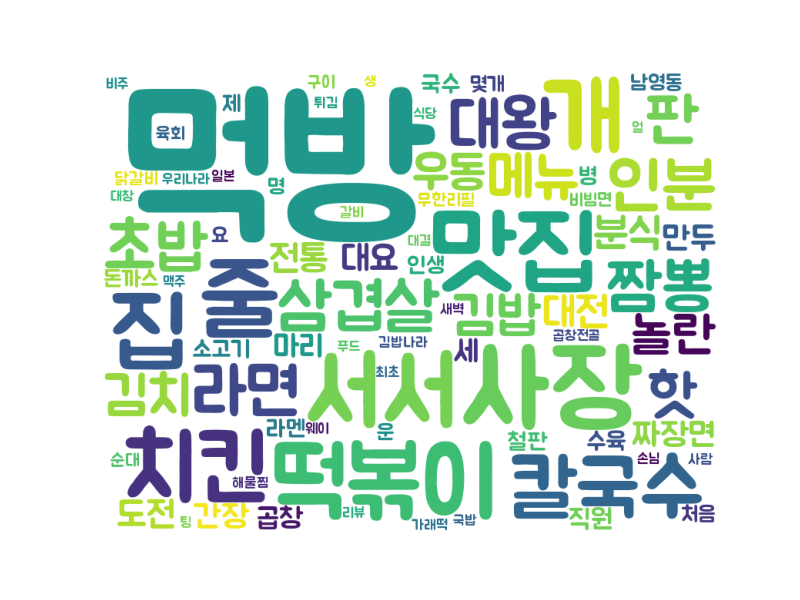 비주 먹방 구이 생 국수 몇개 남영동
제 튀김 식당 대왕 개 판
육회 얼
닭갈비 우리나라 일본 명 우동 메뉴 병 인분
대창 갈비 무한리필 비빔면
초밥 요 대결 맛집 분식 만두
전통 대요 인생
돈까스 맥주 줄 삼겹살 짬뽕
집 새벽 김밥 대전 놀란
소고기 마리 푸드 김밥나라 세 곱창전골
김치 라면 최초 서서사장 핫
라멘 웨이 운 철판 수육 짜장면
순대 치킨 떡볶이 칼국수 손님 사람
해물찜
도전 팅 간장 곱창 리뷰 가래떡 국밥 직원 처음